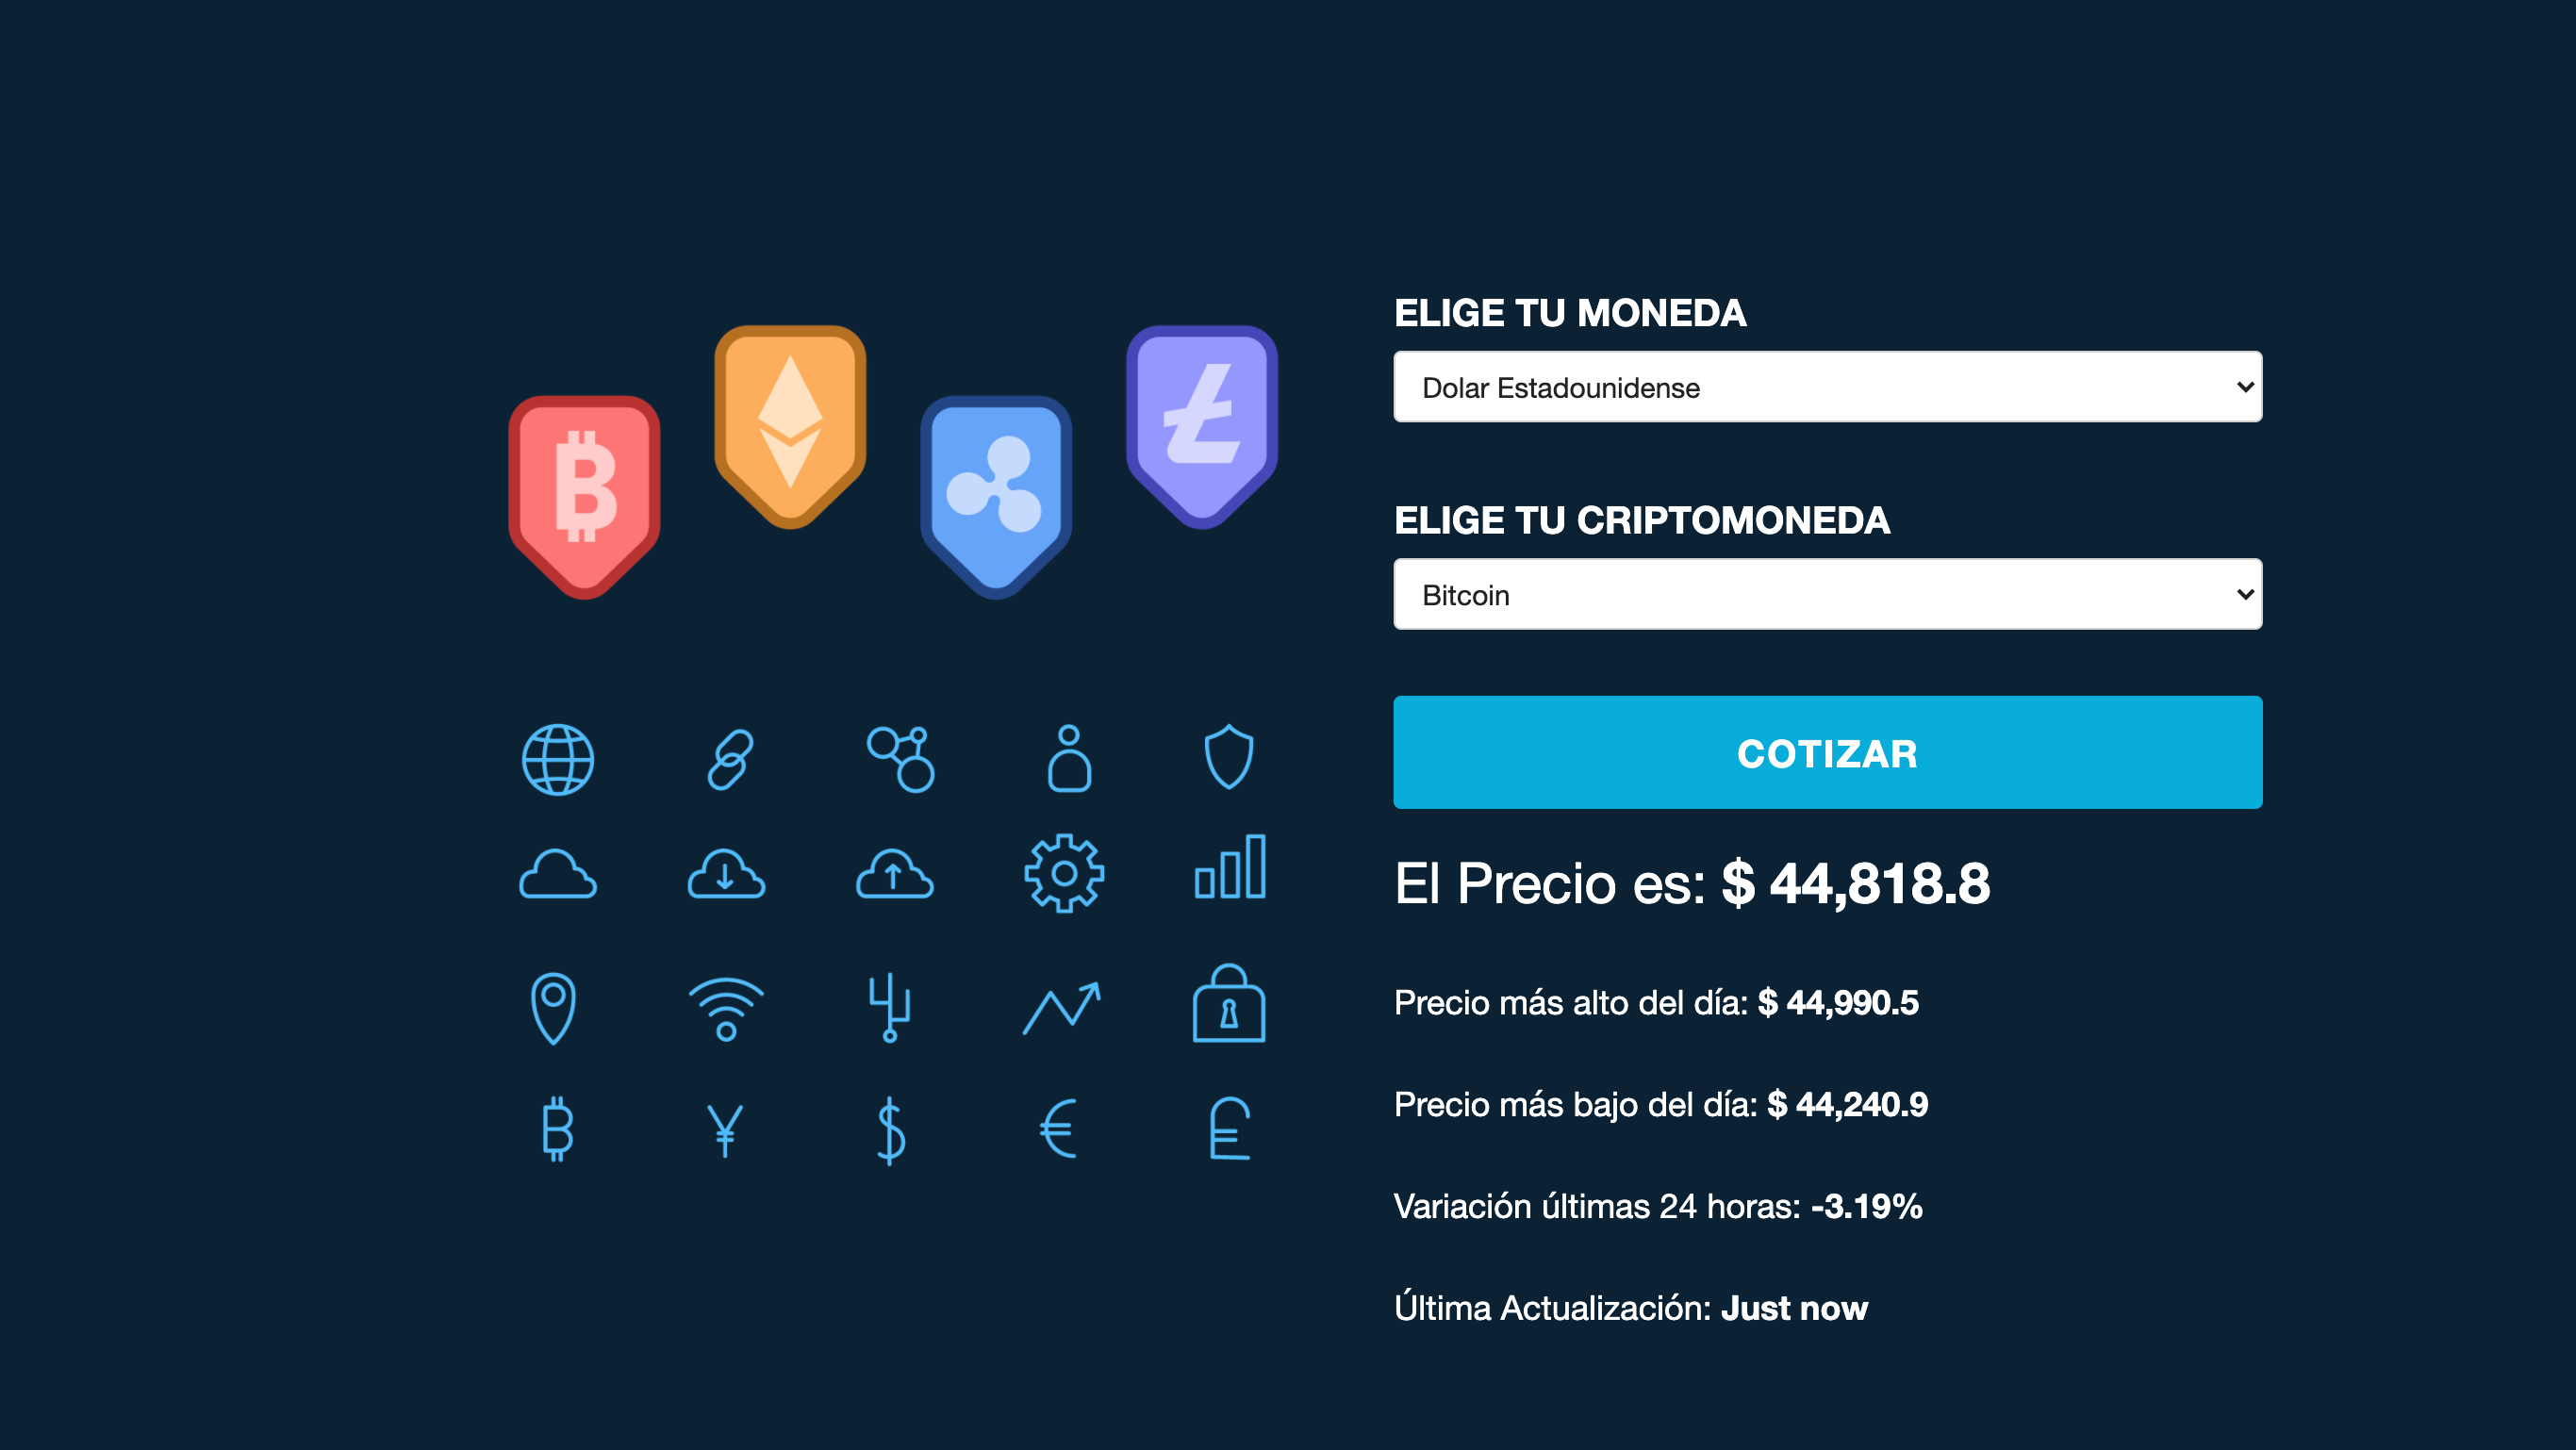 ELIGE TU MONEDA
Dolar Estadounidense
ELIGE TU CRIPTOMONEDA
Bitcoin
COTIZAR
El Precio es: $ 44,818.8
Precio más alto del día: $ 44,990.5
Precio más bajo del día: $ 44,240.9
Variación últimas 24 horas: -3.19%
Última Actualización: Just now